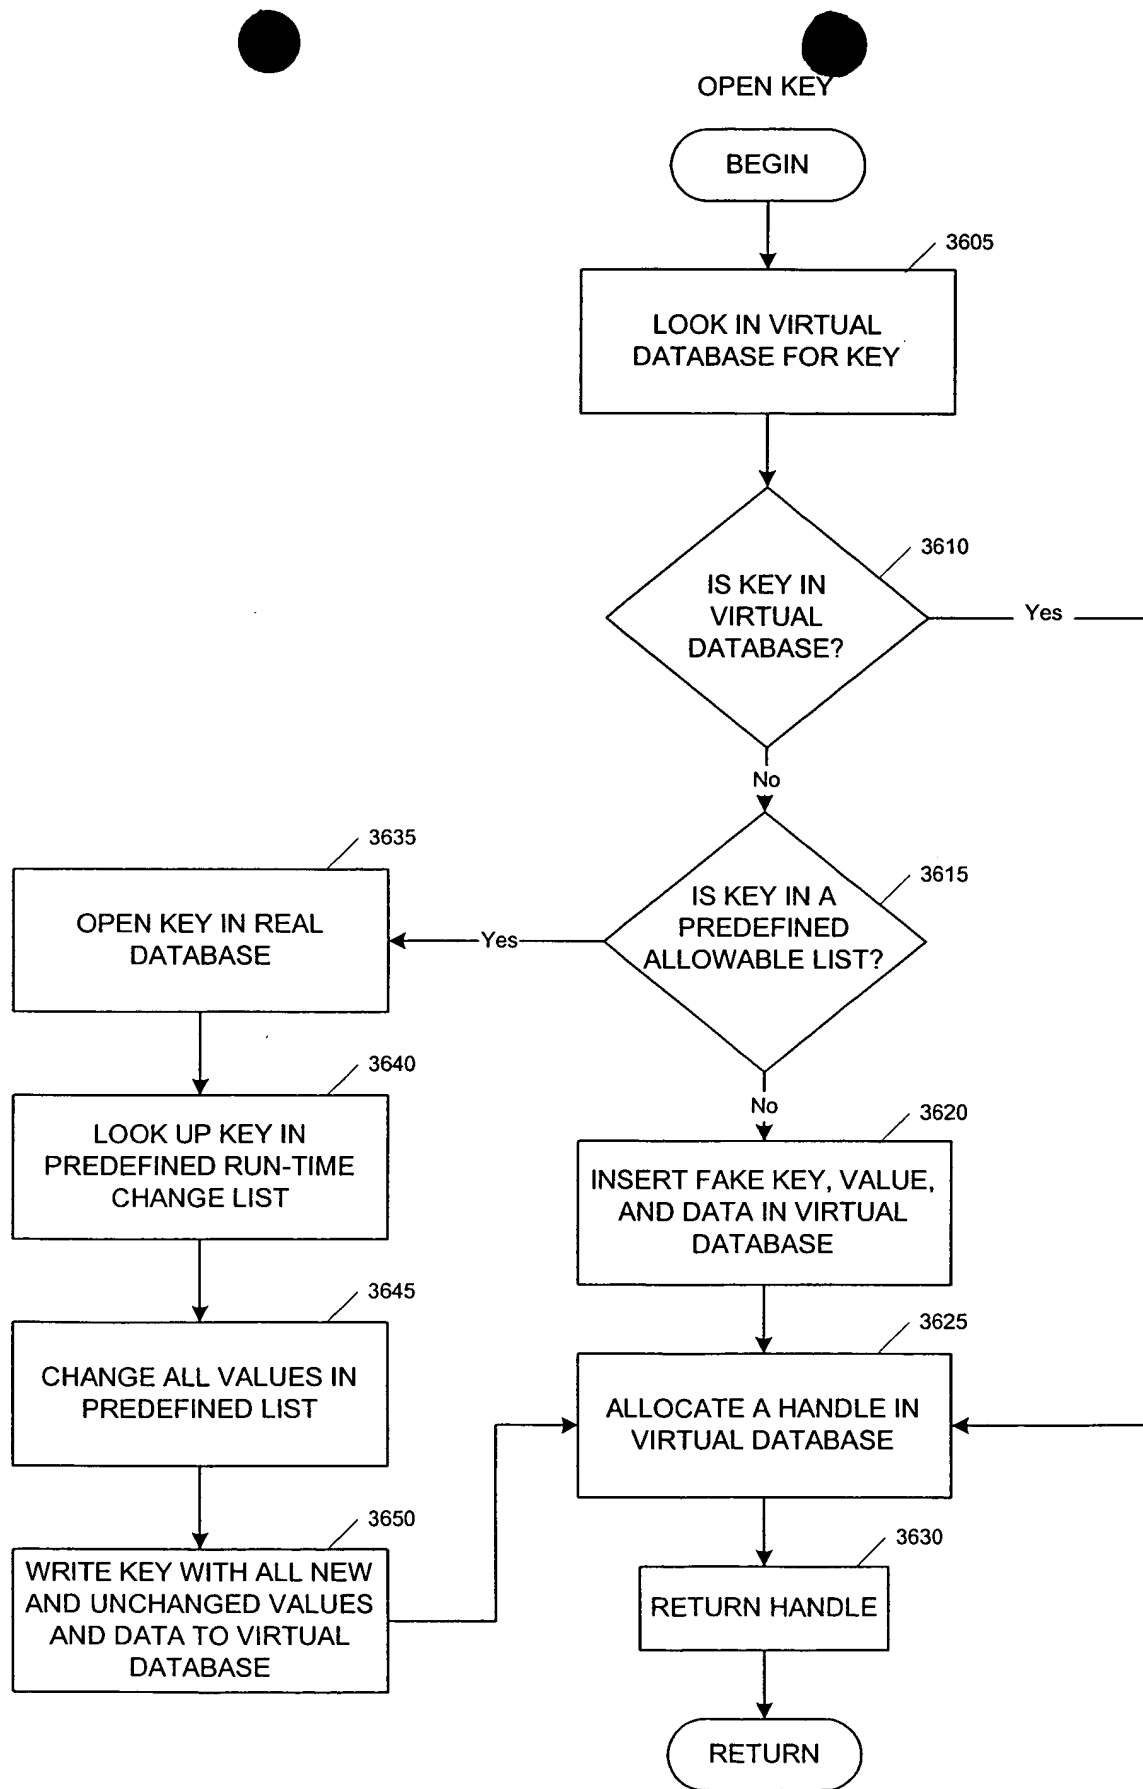 OPEN KEY
BEGIN
3605
LOOK IN VIRTUAL
DATABASE FOR KEY
3610
IS KEY IN
VIRTUAL
DATABASE?
Yes
No
3635
3615
OPEN KEY IN REAL
DATABASE
Yes
IS KEY IN A
PREDEFINED
ALLOWABLE LIST?
3640
No
3620
LOOK UP KEY IN
PREDEFINED RUN-TIME
CHANGE LIST
INSERT FAKE KEY, VALUE,
AND DATA IN VIRTUAL
DATABASE
3645
3625
CHANGE ALL VALUES IN
PREDEFINED LIST
ALLOCATE A HANDLE IN
VIRTUAL DATABASE
3650
3630
WRITE KEY WITH ALL NEW
AND UNCHANGED VALUES
AND DATA TO VIRTUAL
DATABASE
RETURN HANDLE
RETURN